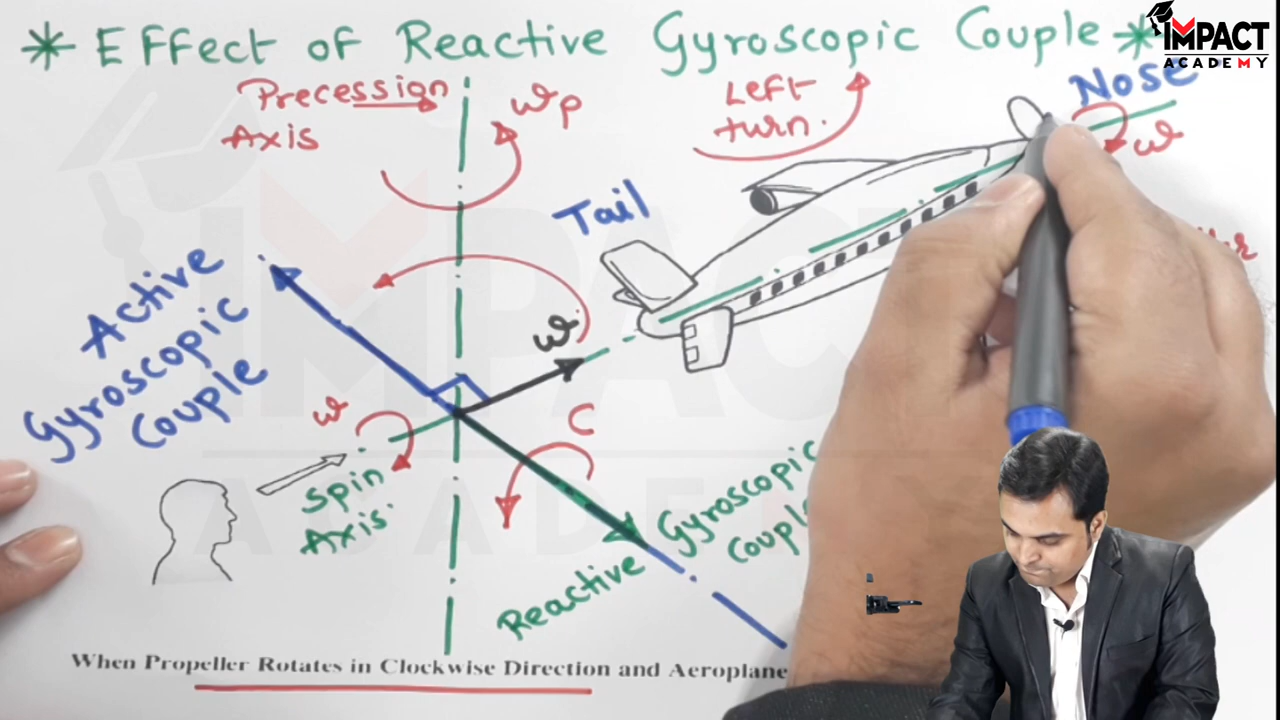 * Effect of Reactive Gyroscopic Couple *
IMPACT
ACADEMY
Precession
Axis
ωp
Left
turn.
Nose
ω
Tail
Active
Gyroscopic
Couple
ω
ω
C
Spin
Axis.
Reactive Gyroscopic
When Propeller Rotates in Clockwise Direction and Aeroplane